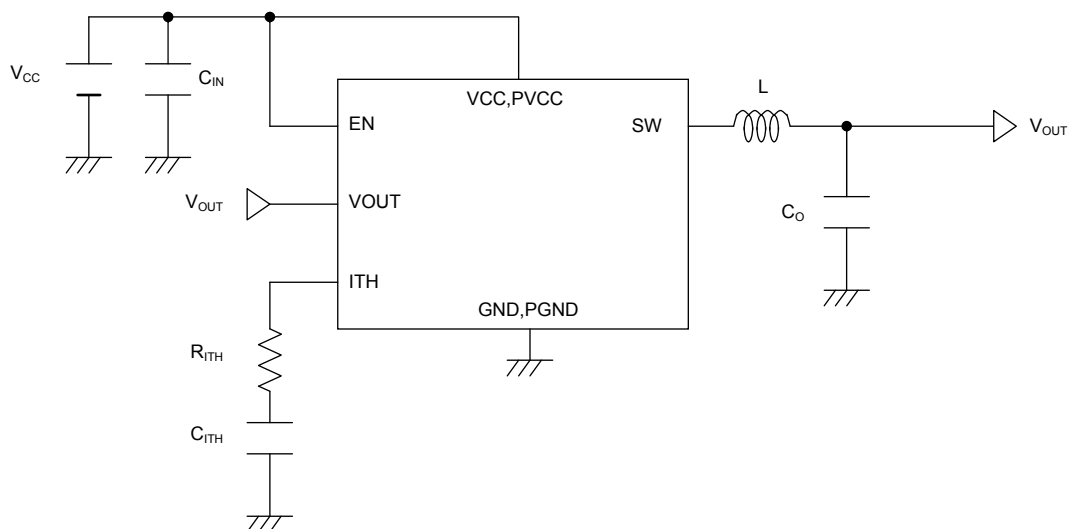 VCC
CIN
VCC,PVCC
L
EN
SW
VOUT
VOUT
VOUT
CO
ITH
GND,PGND
RITH
CITH